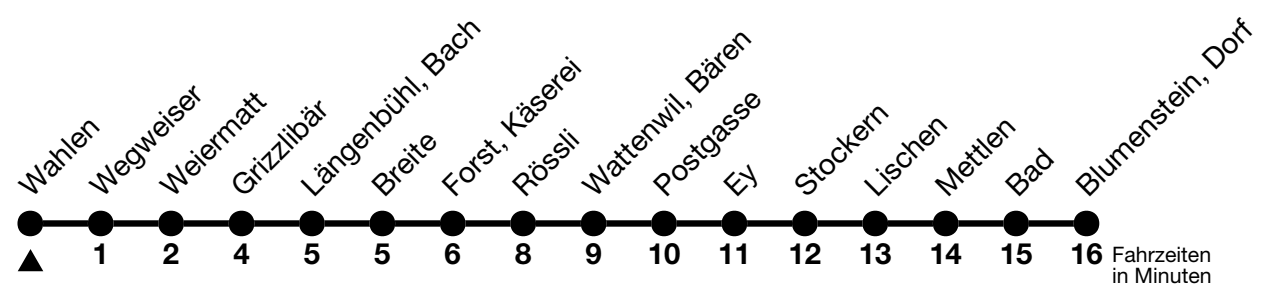 Wahlen
Wegweiser
Weiermatt
Grizzlibär
Längenbühl, Bach
Breite
Forst, Käserei
Rössli
Wattenwil, Bären
Postgasse
Ey
Stockern
Lischen
Mettlen
Bad
Blumenstein, Dorf
1 2 4 5 5 6 8 9 10 11 12 13 14 15 16 Fahrzeiten
in Minuten